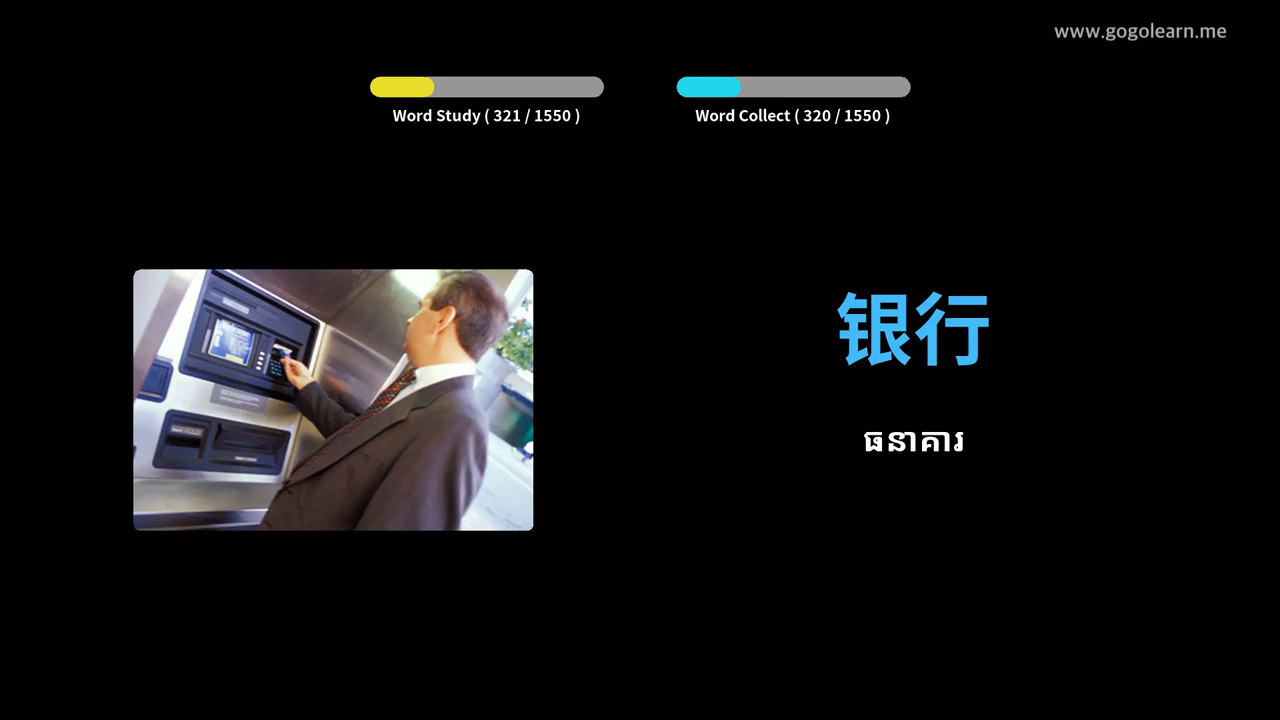 www.gogolearn.me
Word Study ( 321 / 1550 )
Word Collect ( 320 / 1550 )
银行
ធនាគារ